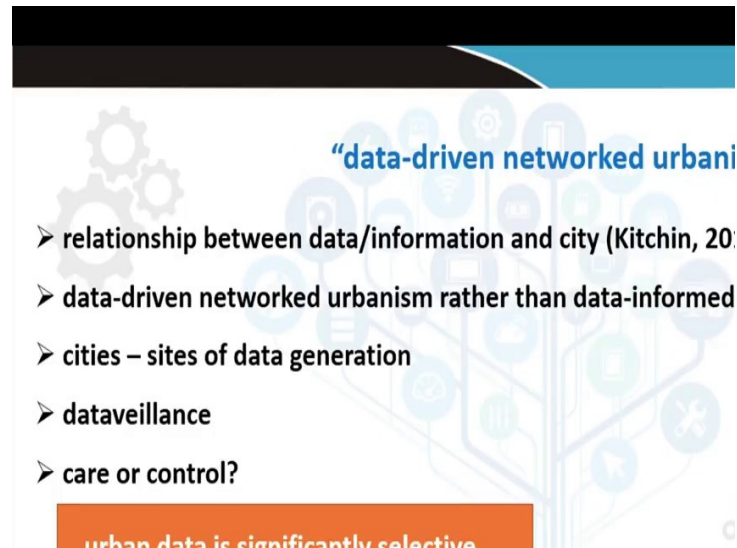 “data-driven networked urbani
➢ relationship between data/information and city (Kitchin, 20
➢ data-driven networked urbanism rather than data-informed
➢ cities – sites of data generation
➢ dataveillance
➢ care or control?
urban data is significantly selective